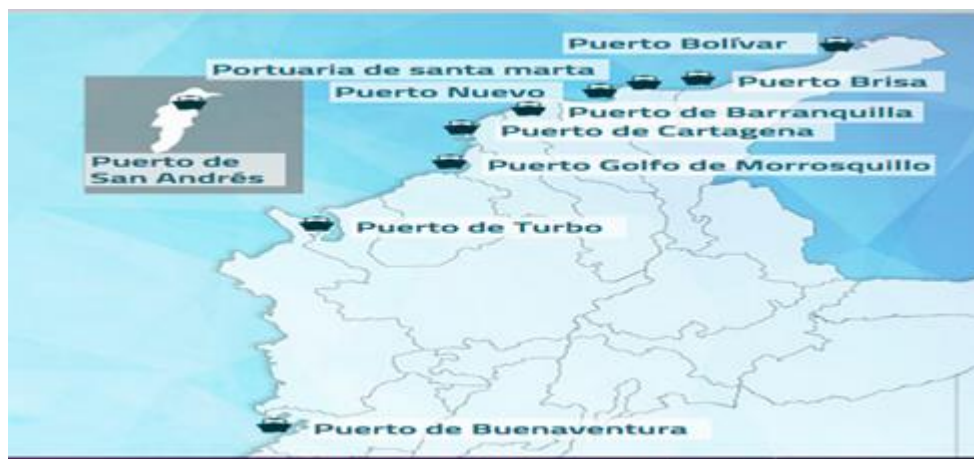 Puerto Bolívar
Portuaria de santa marta
Puerto Brisa
Puerto Nuevo
Puerto de Barranquilla
Puerto de Cartagena
Puerto de
San Andrés
Puerto Golfo de Morrosquillo
Puerto de Turbo
Puerto de Buenaventura